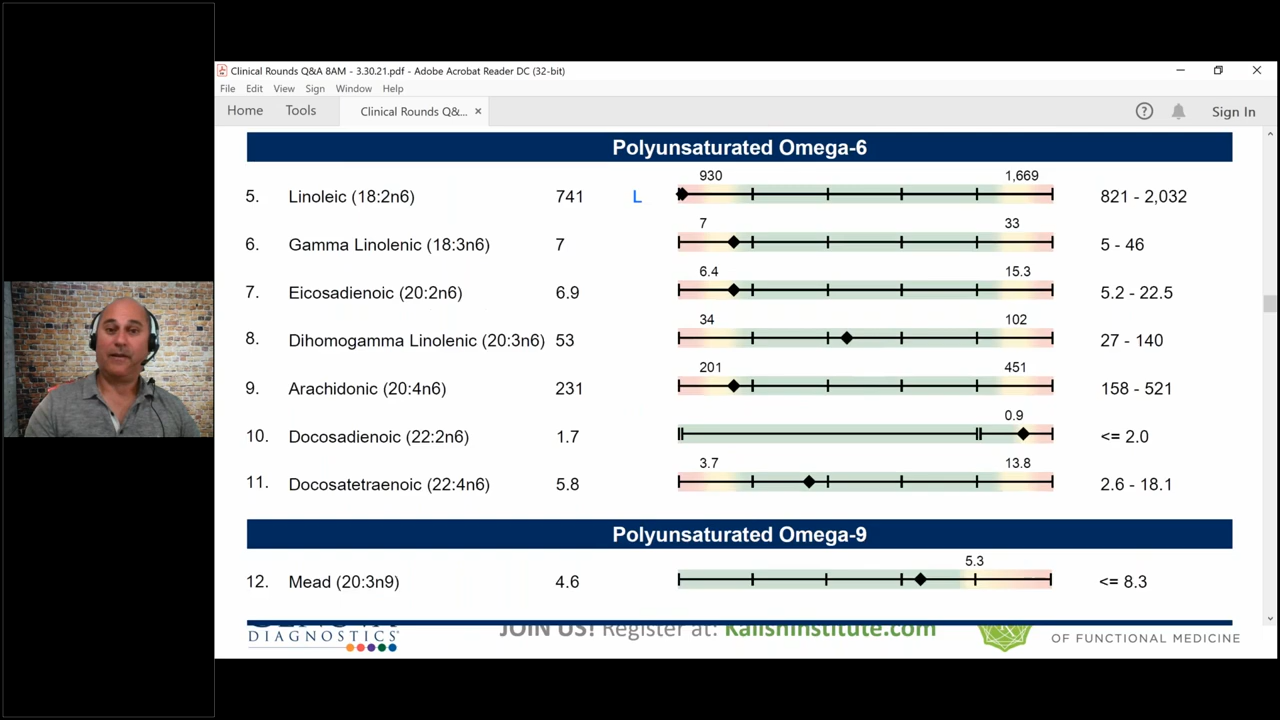 Clinical Rounds Q&A 8AM - 3.30.21.pdf - Adobe Acrobat Reader DC (32-bit)
File Edit View Sign Window Help
Home Tools Clinical Rounds Q&... × ? Sign In
Polyunsaturated Omega-6
930 1,669
5. Linoleic (18:2n6) 741 L 821 - 2,032
7 33
6. Gamma Linolenic (18:3n6) 7 5 - 46
6.4 15.3
7. Eicosadienoic (20:2n6) 6.9 5.2 - 22.5
34 102
8. Dihomogamma Linolenic (20:3n6) 53 27 - 140
201 451
9. Arachidonic (20:4n6) 231 158 - 521
0.9
10. Docosadienoic (22:2n6) 1.7 <= 2.0
3.7 13.8
11. Docosatetraenoic (22:4n6) 5.8 2.6 - 18.1
Polyunsaturated Omega-9
5.3
12. Mead (20:3n9) 4.6 <= 8.3
JOIN US! Register at: KalishInstitute.com
DIAGNOSTICS OF FUNCTIONAL MEDICINE